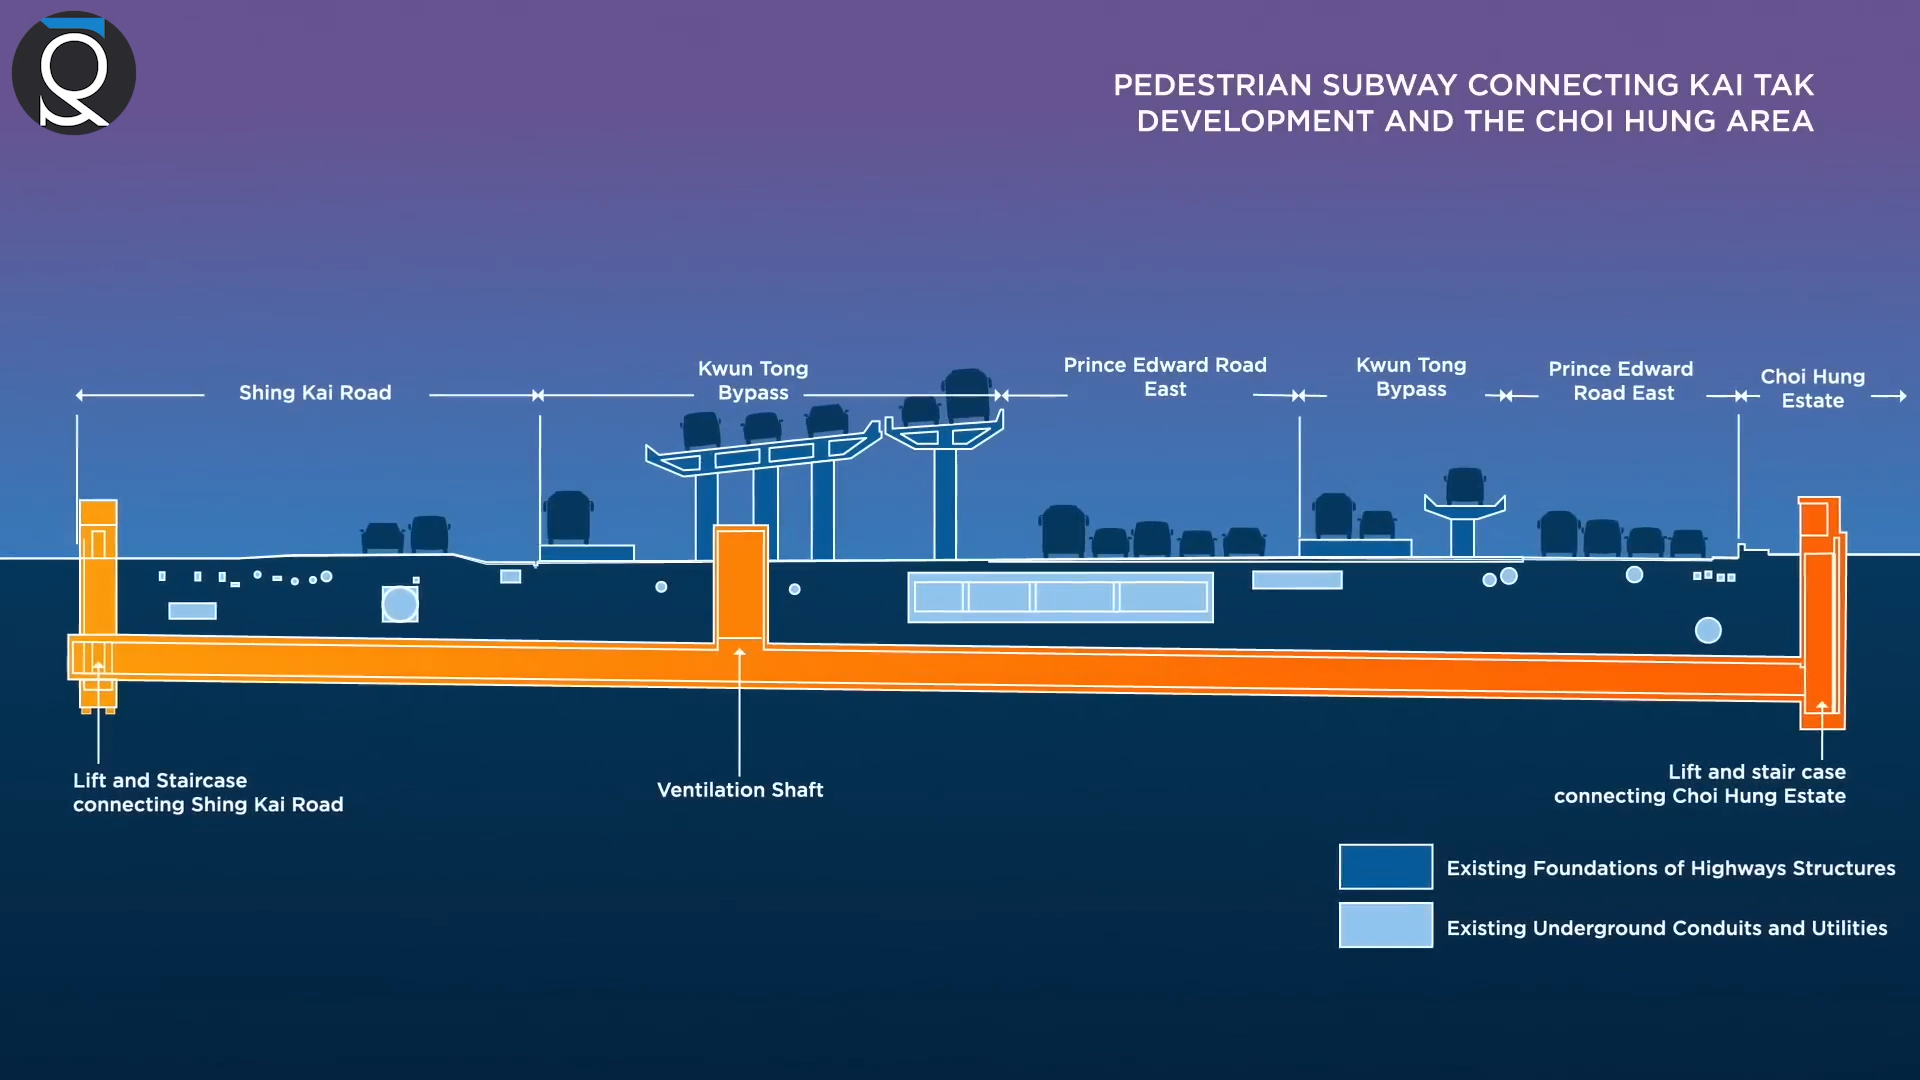 PEDESTRIAN SUBWAY CONNECTING KAI TAK
DEVELOPMENT AND THE CHOI HUNG AREA
Shing Kai Road
Kwun Tong
Bypass
Prince Edward Road
East
Kwun Tong
Bypass
Prince Edward
Road East
Choi Hung
Estate
Lift and Staircase
connecting Shing Kai Road
Ventilation Shaft
Lift and stair case
connecting Choi Hung Estate
Existing Foundations of Highways Structures
Existing Underground Conduits and Utilities